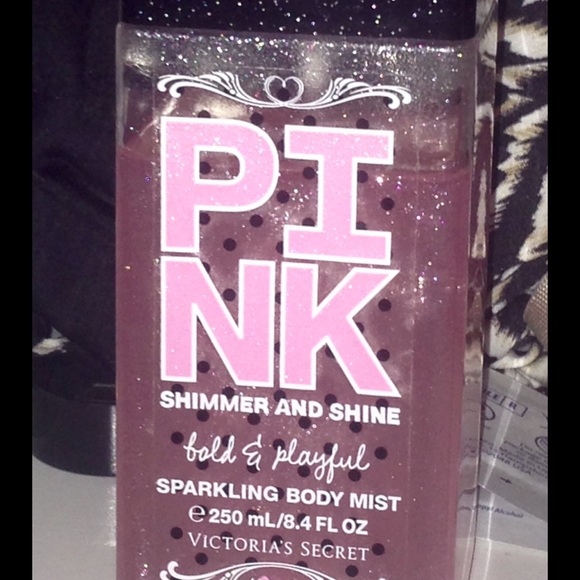 PI
NK
SHIMMER AND SHINE
bold & playful
SPARKLING BODY MIST
℮ 250 mL/8.4 FL OZ
VICTORIA'S SECRET